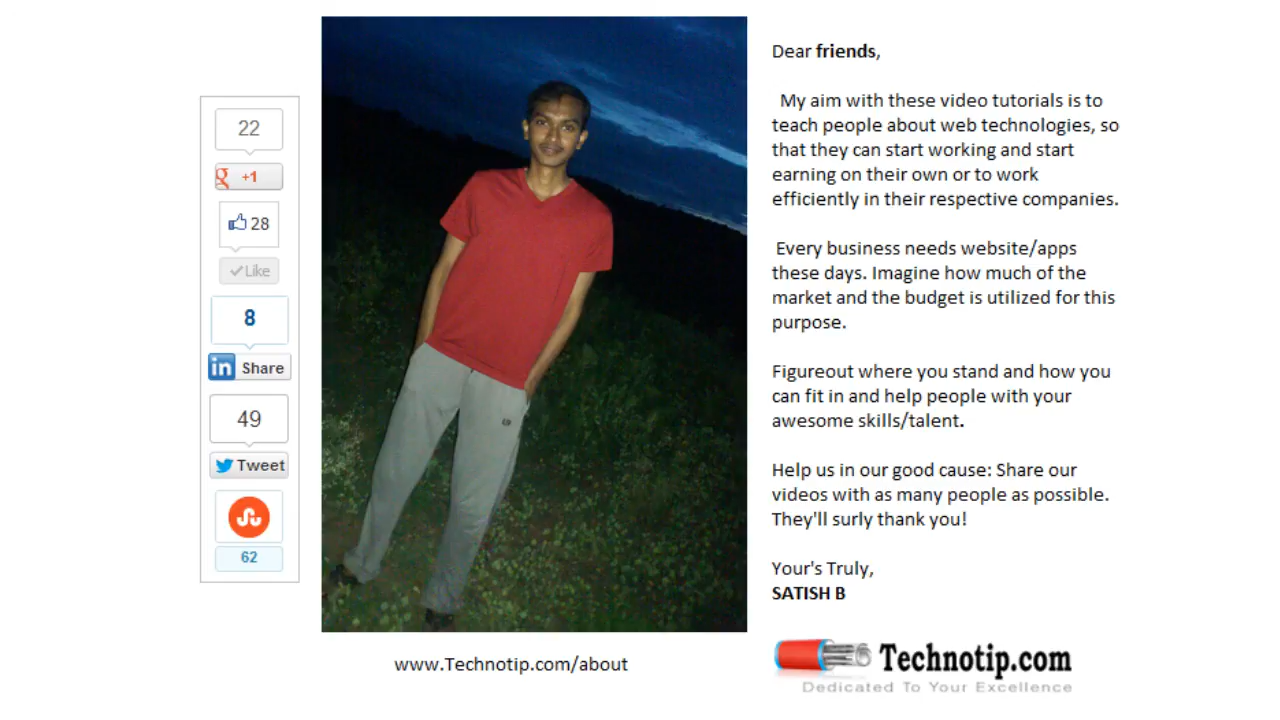 22
+1
28
Like
8
in Share
49
Tweet
62
www.Technotip.com/about
Dear friends,
My aim with these video tutorials is to
teach people about web technologies, so
that they can start working and start
earning on their own or to work
efficiently in their respective companies.
Every business needs website/apps
these days. Imagine how much of the
market and the budget is utilized for this
purpose.
Figureout where you stand and how you
can fit in and help people with your
awesome skills/talent.
Help us in our good cause: Share our
videos with as many people as possible.
They'll surly thank you!
Your's Truly,
SATISH B
Technotip.com
Dedicated To Your Excellence